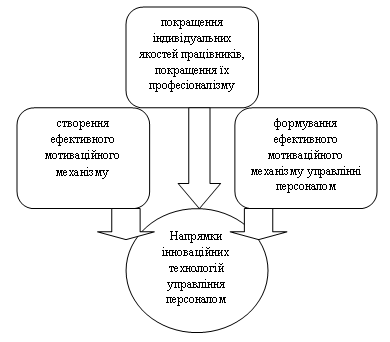 покращення
індивідуальних
якостей працівників,
покращення їх
професіоналізму
створення
ефективного
мотиваційного
механізму
формування
ефективного
мотиваційного
механізму управлінні
персоналом
Напрямки
інноваційних
технологій
управління
персоналом